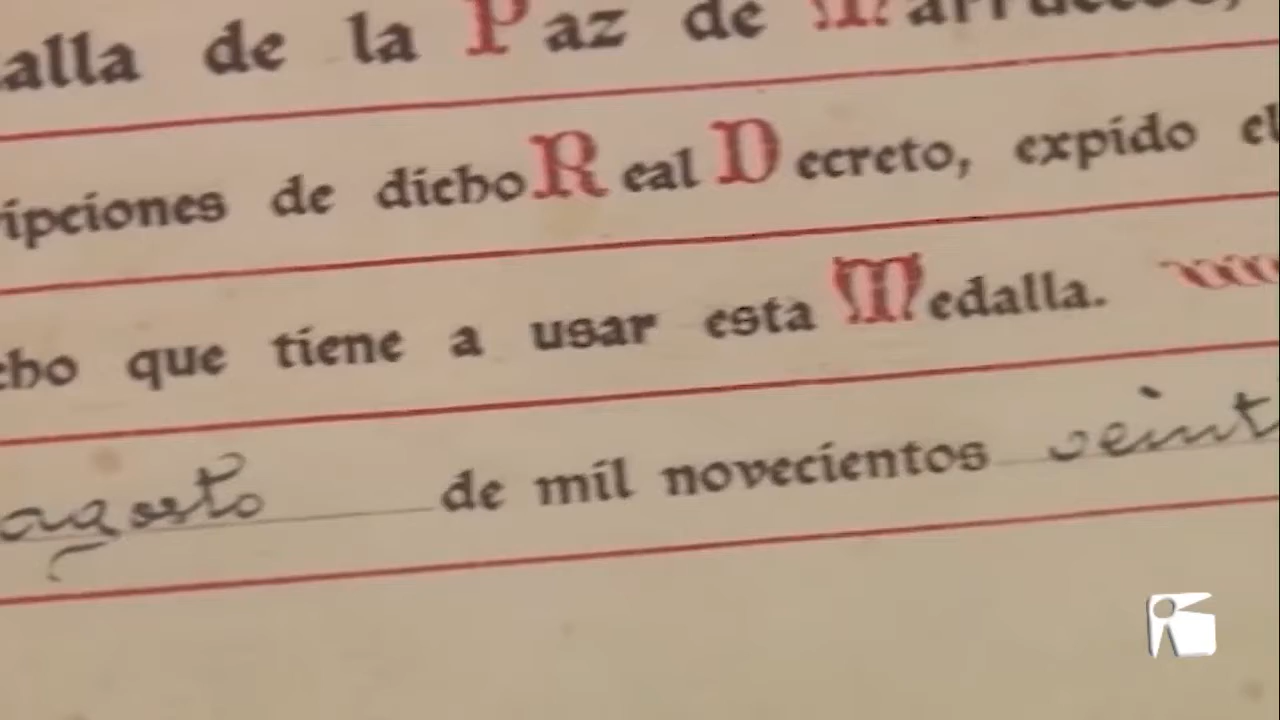 alla de la Paz de Marruecos,
ipciones de dicho Real Decreto, expido el
cho que tiene a usar esta Medalla.
agosto de mil novecientos veint